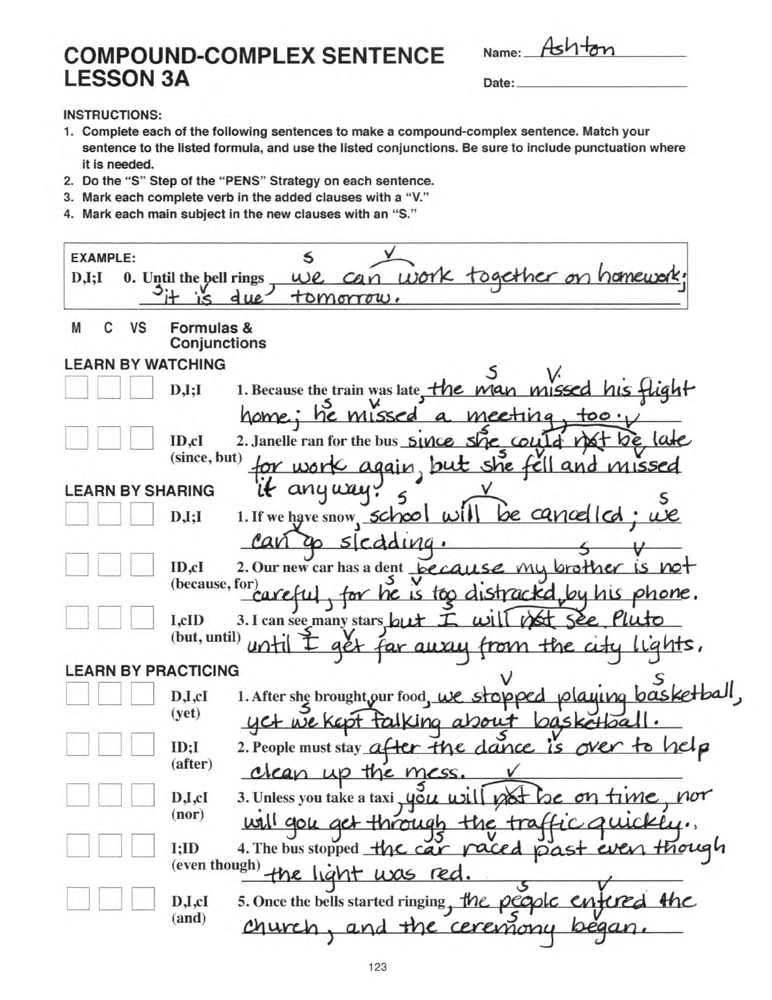 COMPOUND-COMPLEX SENTENCE
LESSON 3A
Name: Ashton
Date:
INSTRUCTIONS:
1. Complete each of the following sentences to make a compound-complex sentence. Match your
sentence to the listed formula, and use the listed conjunctions. Be sure to include punctuation where
it is needed.
2. Do the “S” Step of the “PENS” Strategy on each sentence.
3. Mark each complete verb in the added clauses with a “V.”
4. Mark each main subject in the new clauses with an “S.”
EXAMPLE:
S V
D,I;I 0. Until the bell rings, we can work together on homework;
S V
it is due tomorrow.
M C VS Formulas &
Conjunctions
LEARN BY WATCHING
S V.
D,I;I 1. Because the train was late, the man missed his flight
S V.
home; he missed a meeting, too.
S V
ID,cI 2. Janelle ran for the bus since she could not be late
(since, but)
S V V
for work again, but she fell and missed
it anyway.
LEARN BY SHARING
S V S
D,I;I 1. If we have snow, school will be cancelled; we
V
can go sledding.
S V
ID,cI 2. Our new car has a dent because my brother is not
(because, for)
S V
careful, for he is too distracted by his phone.
S V
I,cID 3. I can see many stars, but I will not see Pluto
(but, until)
S V
until I get far away from the city lights.
LEARN BY PRACTICING
V S
D,I,cI 1. After she brought our food, we stopped playing basketball,
(yet)
S V
yet we kept talking about basketball.
S V
ID;I 2. People must stay after the dance is over to help
(after)
clean up the mess.
S V
D,I,cI 3. Unless you take a taxi, you will not be on time, nor
(nor)
will you get through the traffic quickly.
S V
I;ID 4. The bus stopped the car raced past even though
(even though)
the light was red.
S V
D,I,cI 5. Once the bells started ringing, the people entered the
(and)
S V
church, and the ceremony began.
123